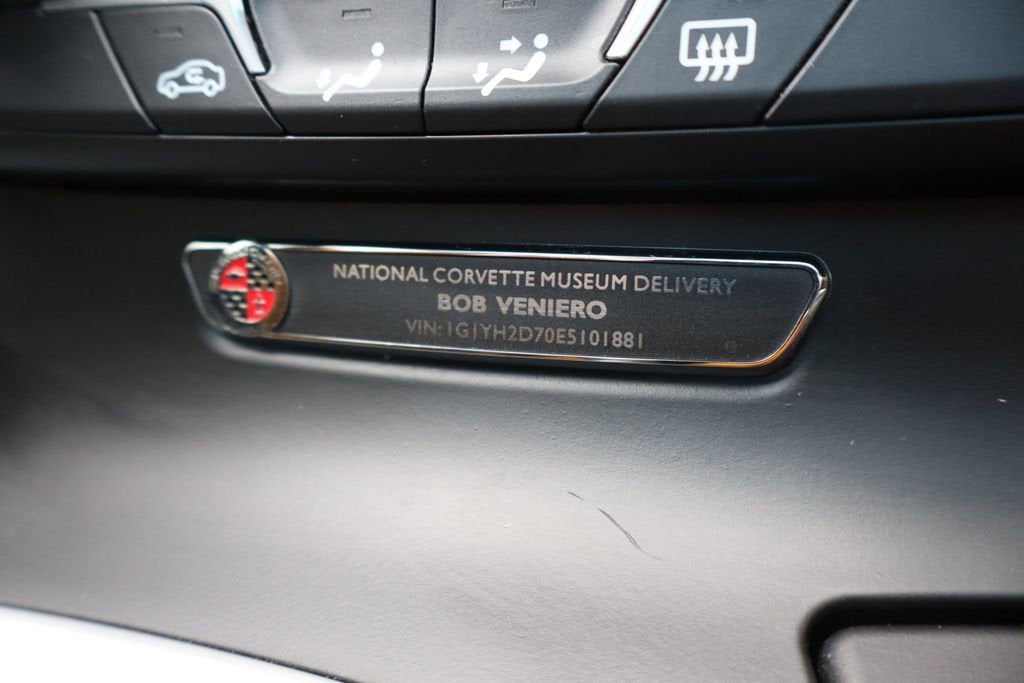 NATIONAL CORVETTE MUSEUM DELIVERY
BOB VENIERO
VIN: 1G1YH2D70E5101881